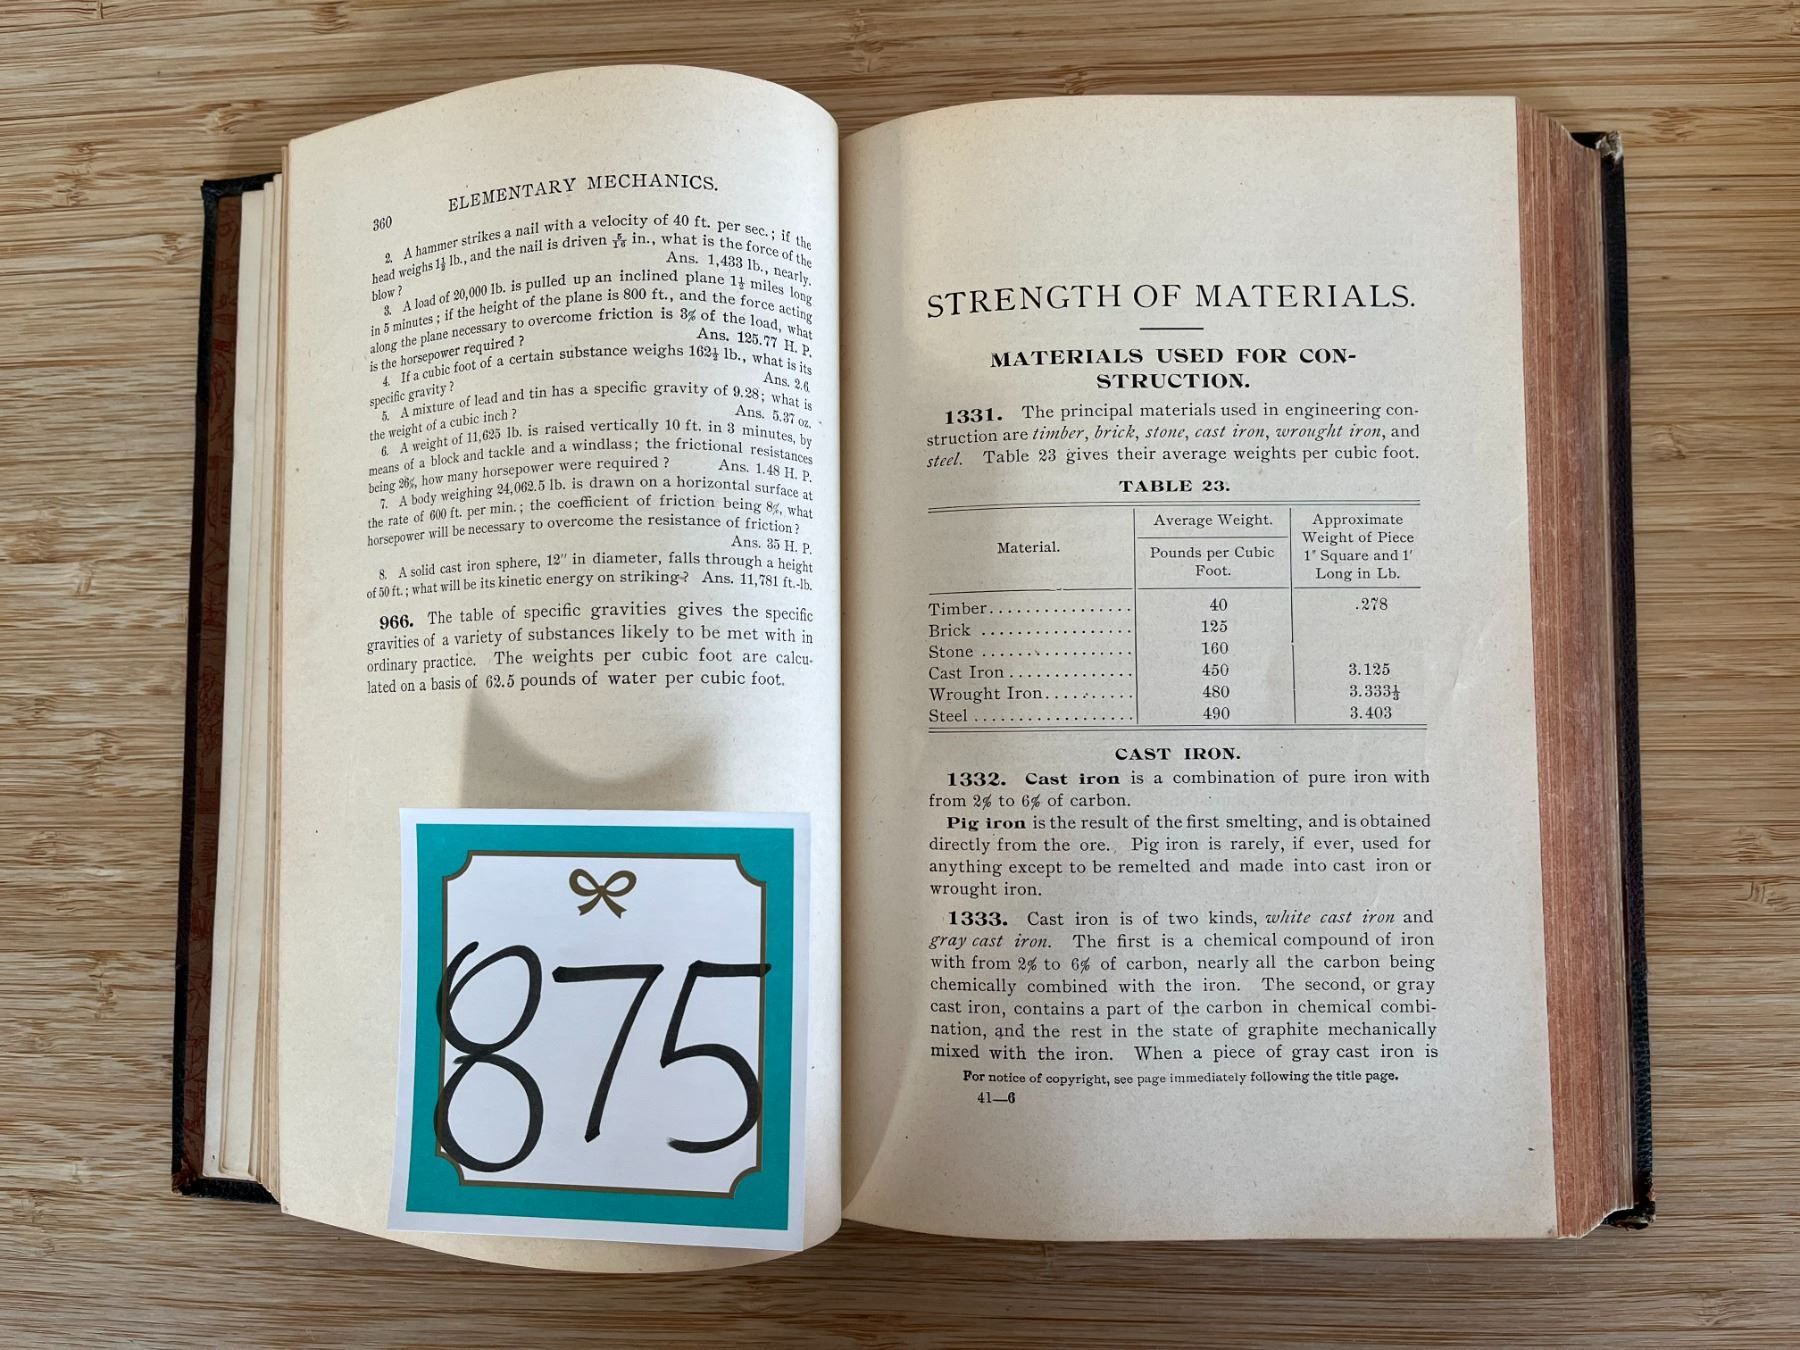 360
ELEMENTARY MECHANICS.
2. A hammer strikes a nail with a velocity of 40 ft. per sec.; if the
head weighs 1½ lb., and the nail is driven 5/16 in., what is the force of the
blow? Ans. 1,433 lb., nearly.
3. A load of 20,000 lb. is pulled up an inclined plane 1½ miles long
in 5 minutes; if the height of the plane is 800 ft., and the force acting
along the plane necessary to overcome friction is 3% of the load, what
is the horsepower required? Ans. 125.77 H. P.
4. If a cubic foot of a certain substance weighs 162½ lb., what is its
specific gravity? Ans. 2.6.
5. A mixture of lead and tin has a specific gravity of 9.28; what is
the weight of a cubic inch? Ans. 5.37 oz.
6. A weight of 11,625 lb. is raised vertically 10 ft. in 3 minutes, by
means of a block and tackle and a windlass; the frictional resistances
being 26%, how many horsepower were required? Ans. 1.48 H. P.
7. A body weighing 24,062.5 lb. is drawn on a horizontal surface at
the rate of 600 ft. per min.; the coefficient of friction being 8%, what
horsepower will be necessary to overcome the resistance of friction?
Ans. 35 H. P.
8. A solid cast iron sphere, 12" in diameter, falls through a height
of 50 ft.; what will be its kinetic energy on striking? Ans. 11,781 ft.-lb.
966. The table of specific gravities gives the specific
gravities of a variety of substances likely to be met with in
ordinary practice. The weights per cubic foot are calcu-
lated on a basis of 62.5 pounds of water per cubic foot.
875
STRENGTH OF MATERIALS.
MATERIALS USED FOR CON-
STRUCTION.
1331. The principal materials used in engineering con-
struction are timber, brick, stone, cast iron, wrought iron, and
steel. Table 23 gives their average weights per cubic foot.
TABLE 23.
Material.
Average Weight.
Pounds per Cubic
Foot.
Approximate
Weight of Piece
1" Square and 1'
Long in Lb.
Timber................ 40 .278
Brick ................. 125
Stone ................. 160
Cast Iron .............. 450 3.125
Wrought Iron.......... 480 3.333⅓
Steel .................. 490 3.403
CAST IRON.
1332. Cast iron is a combination of pure iron with
from 2% to 6% of carbon.
Pig iron is the result of the first smelting, and is obtained
directly from the ore. Pig iron is rarely, if ever, used for
anything except to be remelted and made into cast iron or
wrought iron.
1333. Cast iron is of two kinds, white cast iron and
gray cast iron. The first is a chemical compound of iron
with from 2% to 6% of carbon, nearly all the carbon being
chemically combined with the iron. The second, or gray
cast iron, contains a part of the carbon in chemical combi-
nation, and the rest in the state of graphite mechanically
mixed with the iron. When a piece of gray cast iron is
For notice of copyright, see page immediately following the title page.
41—6